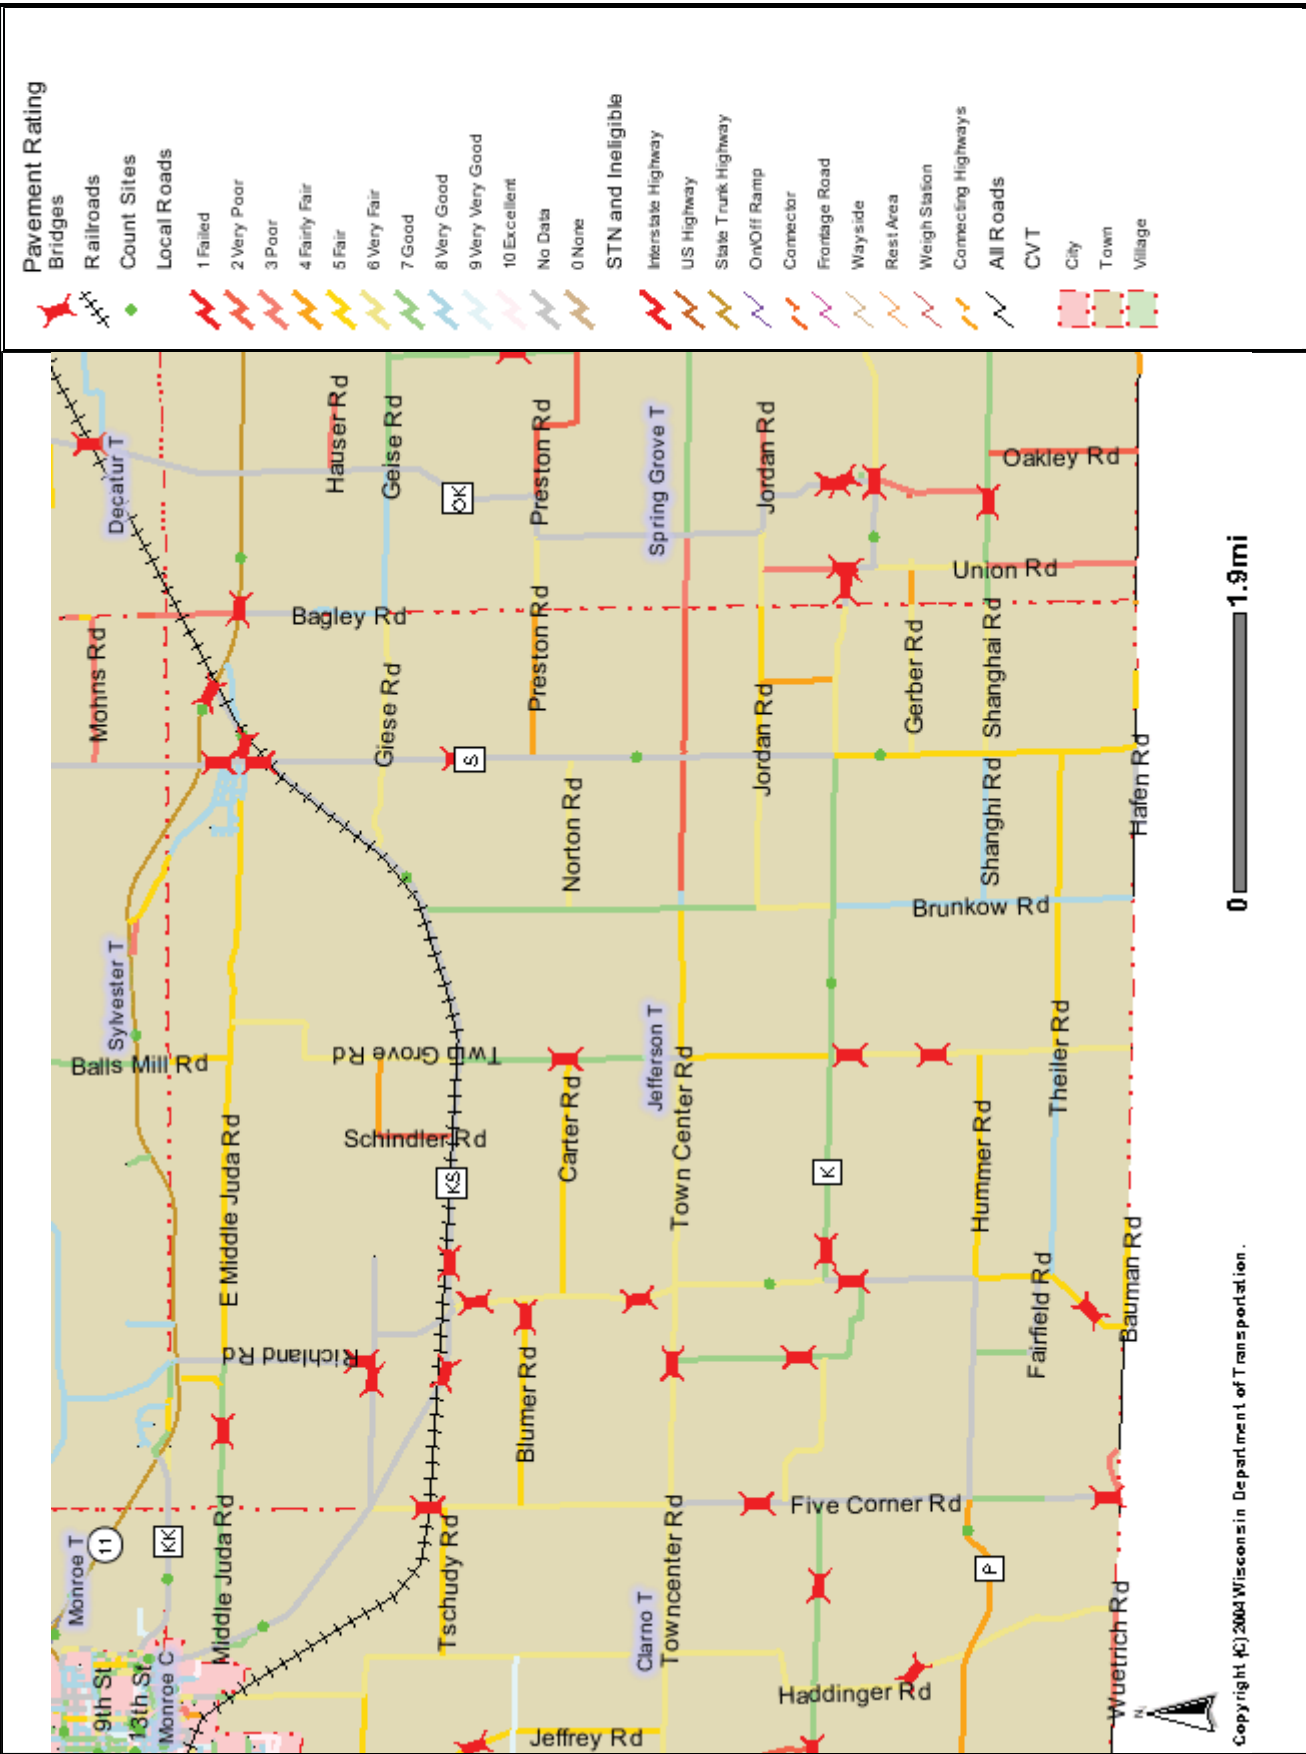 Pavement Rating
Bridges
Railroads
Count Sites
Local Roads
1 Failed
2 Very Poor
3 Poor
4 Fairly Fair
5 Fair
6 Very Fair
7 Good
8 Very Good
9 Very Very Good
10 Excellent
No Data
0 None
STN and Ineligible
Interstate Highway
US Highway
State Trunk Highway
On/Off Ramp
Connector
Frontage Road
Wayside
Rest Area
Weigh Station
Connecting Highways
All Roads
CVT
City
Town
Village
Monroe T
11
9th St
13th St
Monroe C
KK
Middle Juda Rd
Sylvester T
Balls Mill Rd
E Middle Juda Rd
Richland Rd
Mohns Rd
Decatur T
Bagley Rd
Hauser Rd
Geise Rd
Giese Rd
OK
S
Twin Grove Rd
Schindler Rd
KS
Tschudy Rd
Preston Rd
Preston Rd
Norton Rd
Carter Rd
Blumer Rd
Jeffrey Rd
Spring Grove T
Jefferson T
Clarno T
Town Center Rd
Towncenter Rd
Jordan Rd
Jordan Rd
K
Five Corner Rd
Haddinger Rd
Gerber Rd
Union Rd
Oakley Rd
Brunkow Rd
Shanghai Rd
Shanghi Rd
Hummer Rd
P
Theiler Rd
Fairfield Rd
Hafen Rd
Bauman Rd
Wuetrich Rd
N
0 1.9mi
Copyright (C) 2004 Wisconsin Department of Transportation.